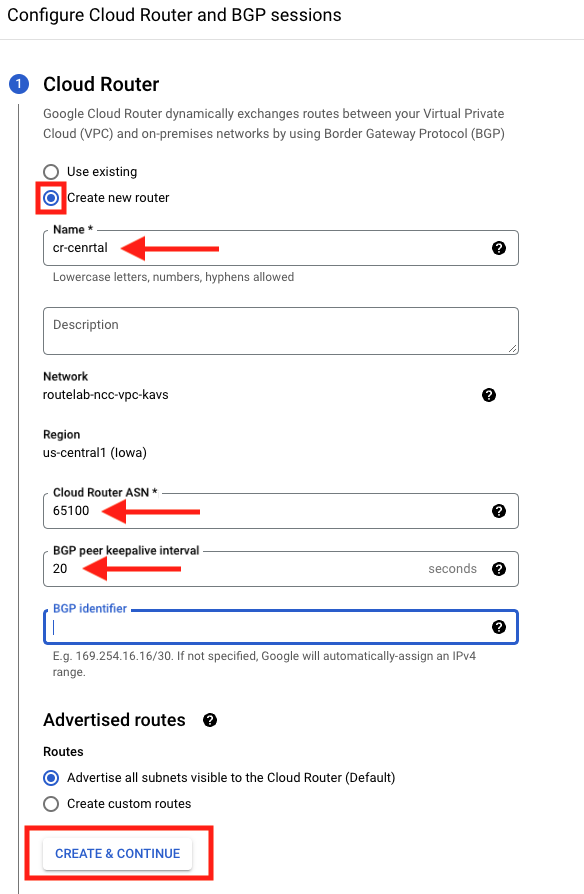 Configure Cloud Router and BGP sessions
1
Cloud Router
Google Cloud Router dynamically exchanges routes between your Virtual Private
Cloud (VPC) and on-premises networks by using Border Gateway Protocol (BGP)
Use existing
Create new router
Name *
cr-cenrtal
?
Lowercase letters, numbers, hyphens allowed
Description
Network
routelab-ncc-vpc-kavs
?
Region
us-central1 (Iowa)
Cloud Router ASN *
65100
?
BGP peer keepalive interval
20 seconds
?
BGP identifier
?
E.g. 169.254.16.16/30. If not specified, Google will automatically-assign an IPv4
range.
Advertised routes ?
Routes
Advertise all subnets visible to the Cloud Router (Default)
Create custom routes
CREATE & CONTINUE